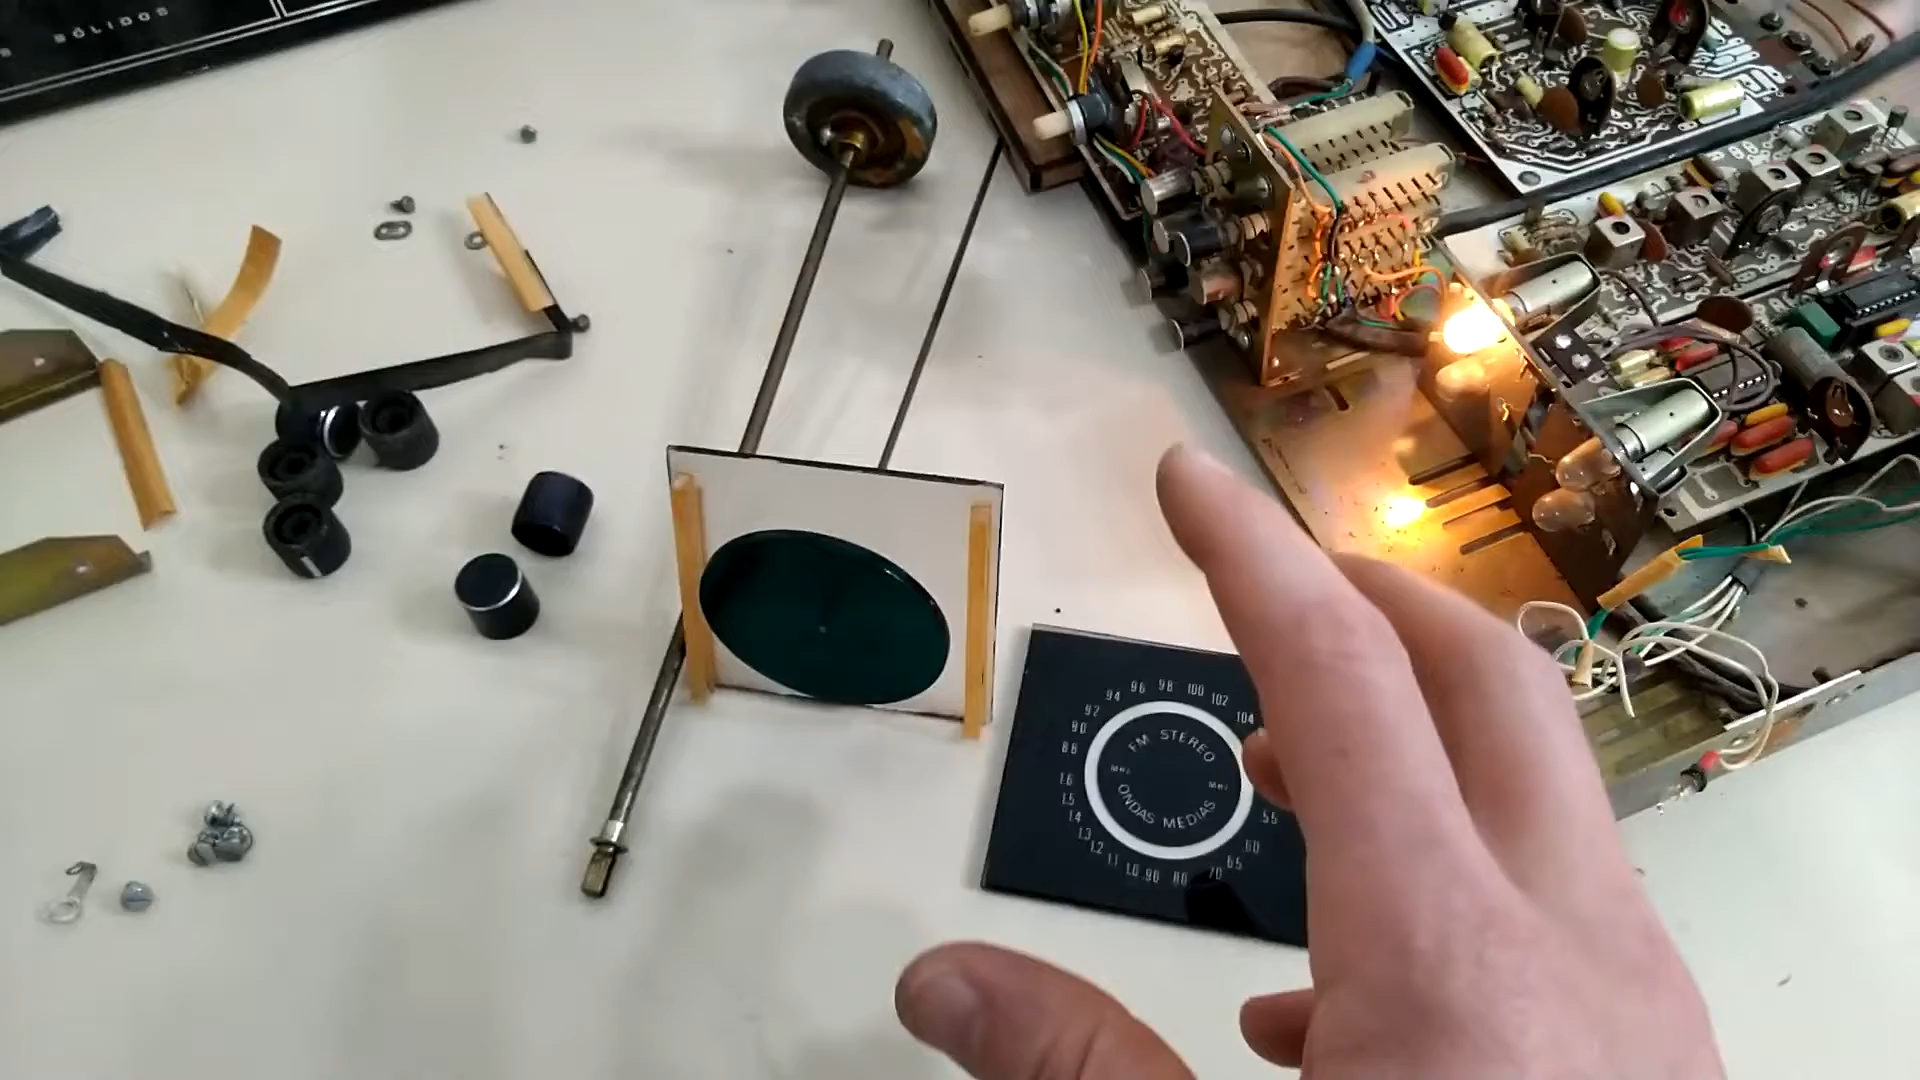 S SÓLIDOS
94 96 98 100 102
92 104
90
88
FM STEREO
MHz MHz
ONDAS MEDIAS
1.6
1.5 55
1.4
1.3 60
1.2 65
1.1 1.0 .90 80 70